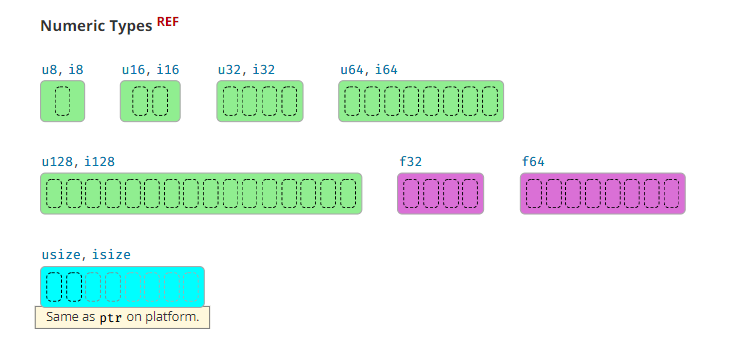 Numeric Types REF
u8, i8 u16, i16 u32, i32 u64, i64
u128, i128 f32 f64
usize, isize
Same as ptr on platform.